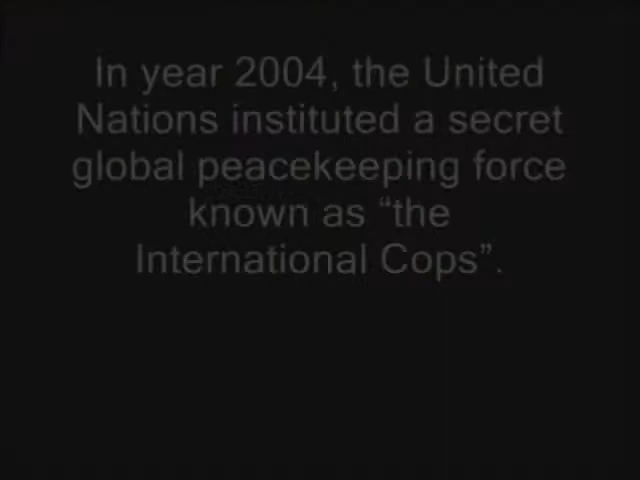 In year 2004, the United
Nations instituted a secret
global peacekeeping force
known as “the
International Cops”.